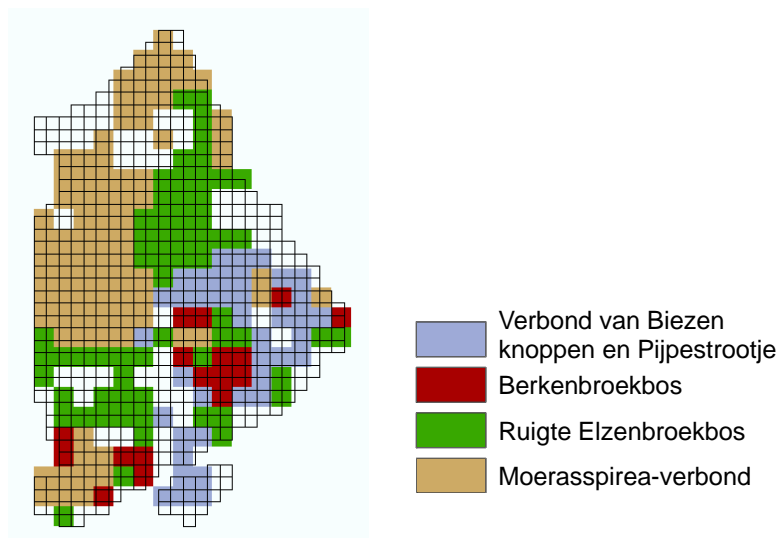 Verbond van Biezen
knoppen en Pijpestrootje
Berkenbroekbos
Ruigte Elzenbroekbos
Moerasspirea-verbond